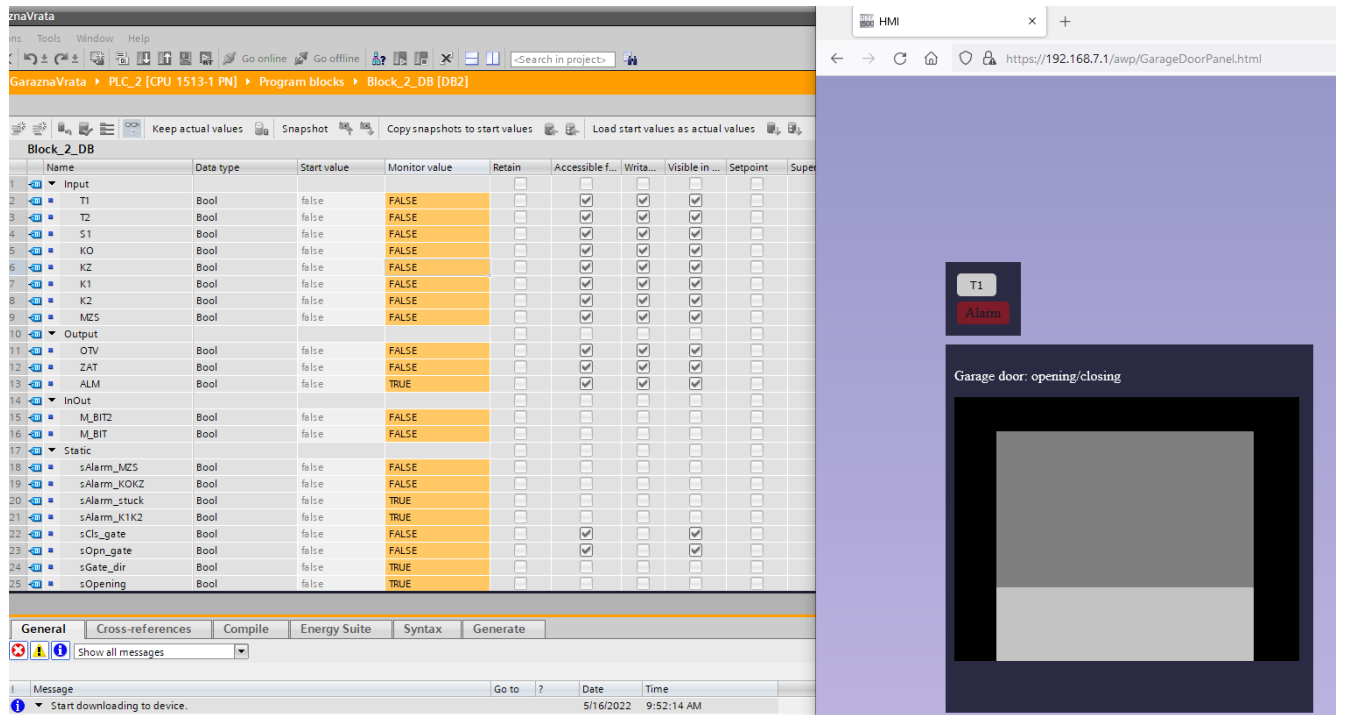 znaVrata
ns Tools Window Help
Go online Go offline <Search in project>
GaraznaVrata PLC_2 [CPU 1513-1 PN] Program blocks Block_2_DB [DB2]
Keep actual values Snapshot Copy snapshots to start values Load start values as actual values
Block_2_DB
Name Data type Start value Monitor value Retain Accessible f... Writa... Visible in ... Setpoint Super
1 Input
2 T1 Bool false FALSE
3 T2 Bool false FALSE
4 S1 Bool false FALSE
5 KO Bool false FALSE
6 KZ Bool false FALSE
7 K1 Bool false FALSE
8 K2 Bool false FALSE
9 MZS Bool false FALSE
10 Output
11 OTV Bool false FALSE
12 ZAT Bool false FALSE
13 ALM Bool false TRUE
14 InOut
15 M_BIT2 Bool false FALSE
16 M_BIT Bool false FALSE
17 Static
18 sAlarm_MZS Bool false FALSE
19 sAlarm_KOKZ Bool false FALSE
20 sAlarm_stuck Bool false TRUE
21 sAlarm_K1K2 Bool false TRUE
22 sCls_gate Bool false FALSE
23 sOpn_gate Bool false FALSE
24 sGate_dir Bool false TRUE
25 sOpening Bool false TRUE
General Cross-references Compile Energy Suite Syntax Generate
Show all messages
! Message Go to ? Date Time
Start downloading to device. 5/16/2022 9:52:14 AM
HMI
https://192.168.7.1/awp/GarageDoorPanel.html
T1
Alarm
Garage door: opening/closing